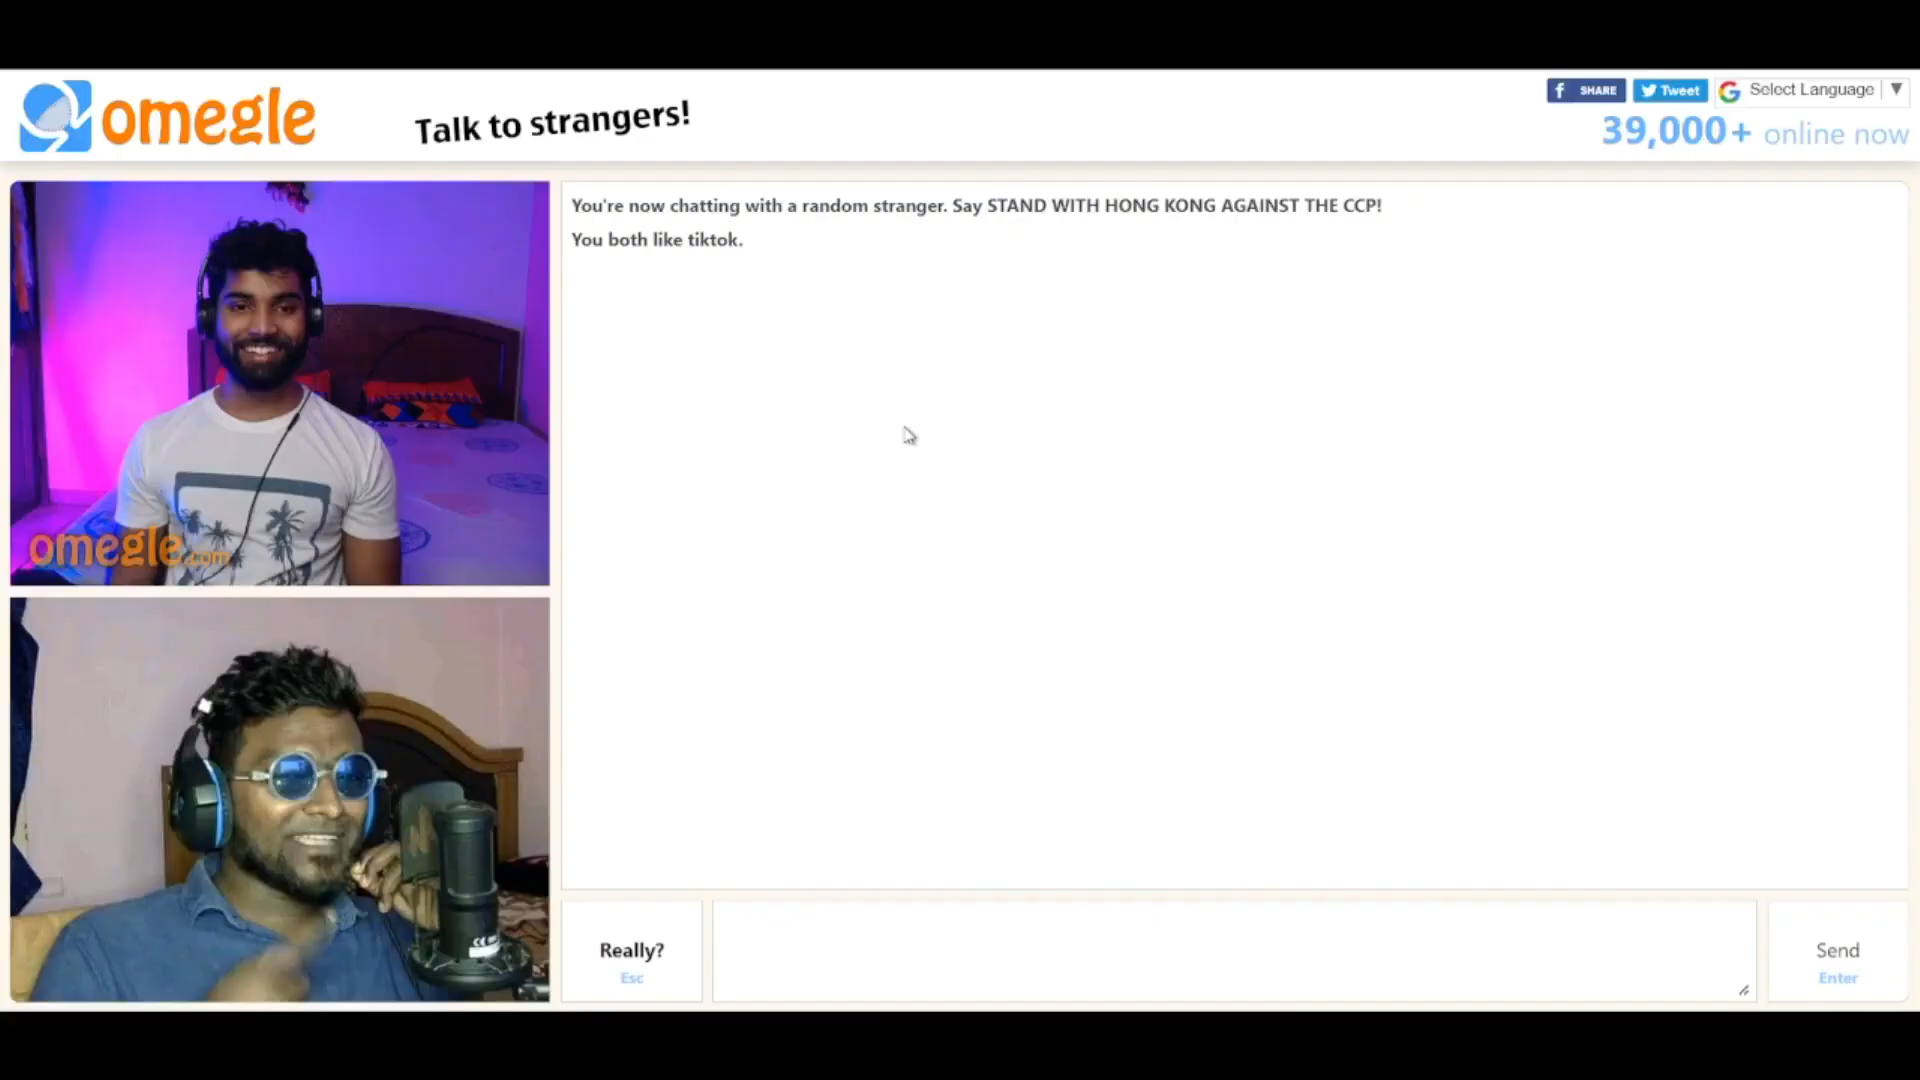 omegle
Talk to strangers!
f SHARE
Tweet
G Select Language ▼
39,000+ online now
You're now chatting with a random stranger. Say STAND WITH HONG KONG AGAINST THE CCP!
You both like tiktok.
omegle.com
Really?
Esc
Send
Enter